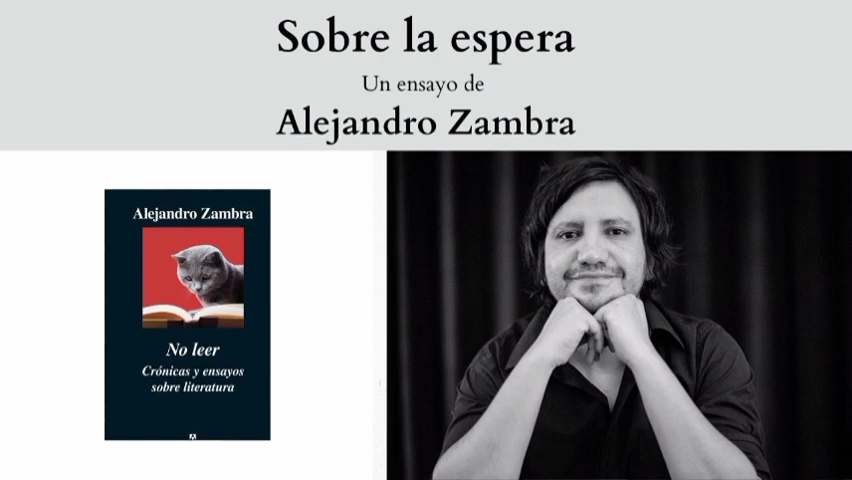 Sobre la espera
Un ensayo de
Alejandro Zambra
Alejandro Zambra
No leer
Crónicas y ensayos
sobre literatura